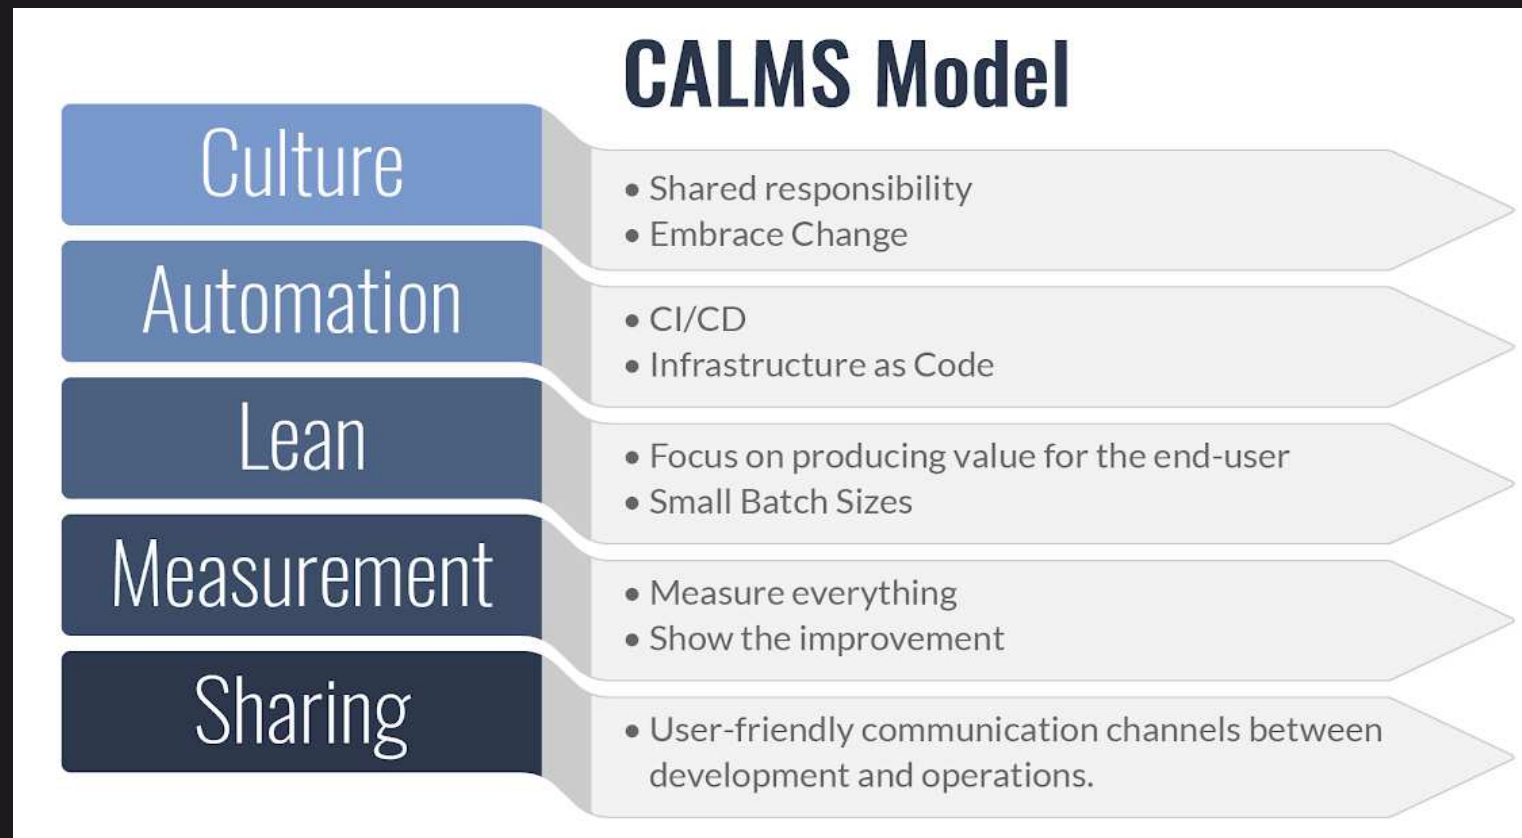 CALMS Model
Culture
• Shared responsibility
• Embrace Change
Automation
• CI/CD
• Infrastructure as Code
Lean
• Focus on producing value for the end-user
• Small Batch Sizes
Measurement
• Measure everything
• Show the improvement
Sharing
• User-friendly communication channels between
development and operations.